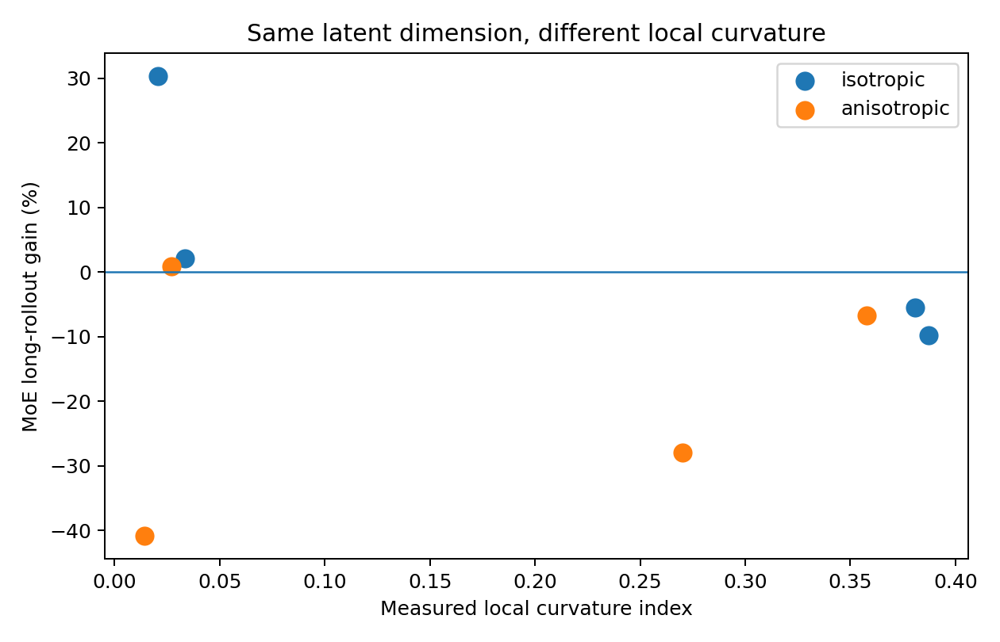 Same latent dimension, different local curvature
isotropic
anisotropic
MoE long-rollout gain (%)
30
20
10
0
−10
−20
−30
−40
0.00 0.05 0.10 0.15 0.20 0.25 0.30 0.35 0.40
Measured local curvature index